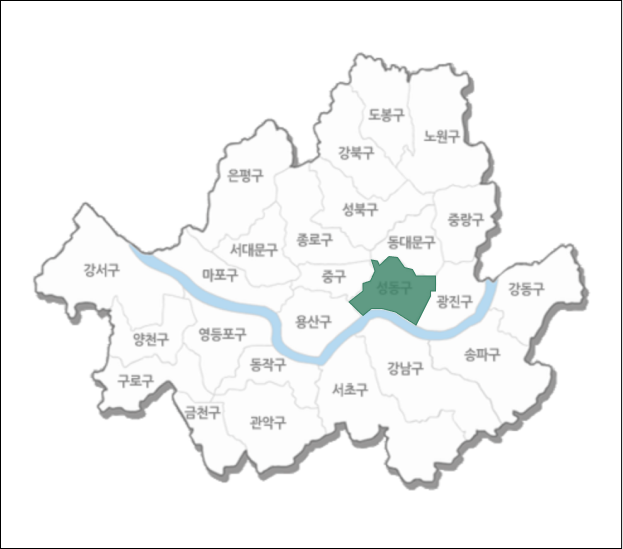 도봉구
노원구
강북구
은평구
성북구
중랑구
종로구
동대문구
서대문구
강서구
마포구
중구
성동구
강동구
광진구
용산구
영등포구
양천구
송파구
동작구
강남구
구로구
서초구
금천구
관악구